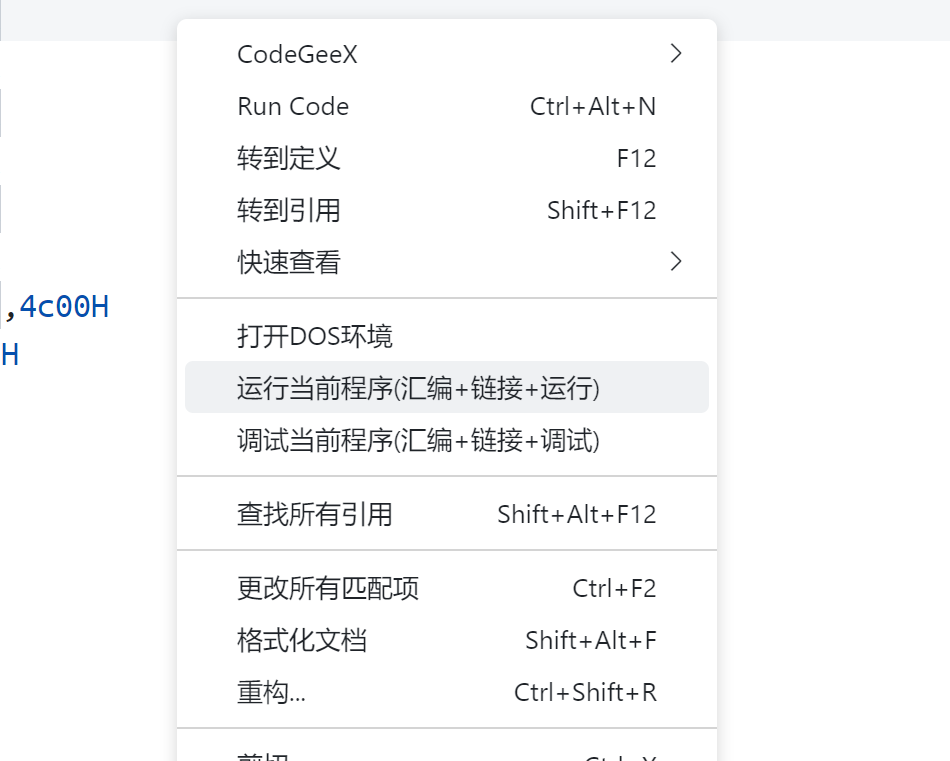 CodeGeeX
Run Code Ctrl+Alt+N
转到定义 F12
转到引用 Shift+F12
快速查看
,4c00H
打开DOS环境
H
运行当前程序(汇编+链接+运行)
调试当前程序(汇编+链接+调试)
查找所有引用 Shift+Alt+F12
更改所有匹配项 Ctrl+F2
格式化文档 Shift+Alt+F
重构... Ctrl+Shift+R
剪切 Ctrl+X